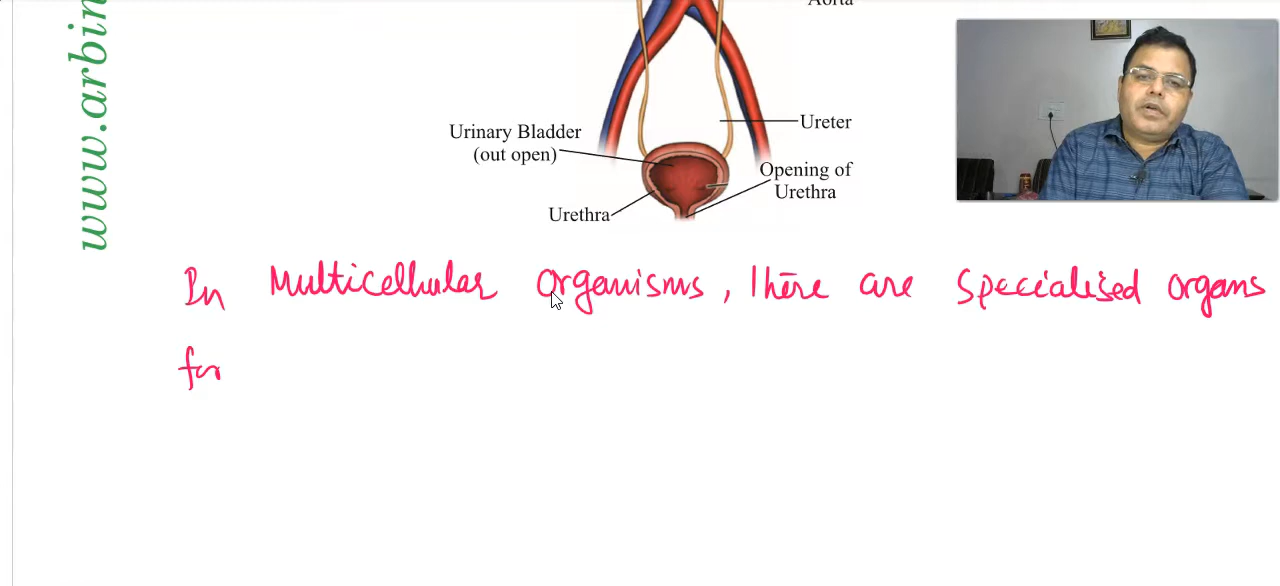 Aorta
www.arbin
Ureter
Urinary Bladder
(out open)
Opening of
Urethra
Urethra
In Multicellular organisms, there are specialised organs
for